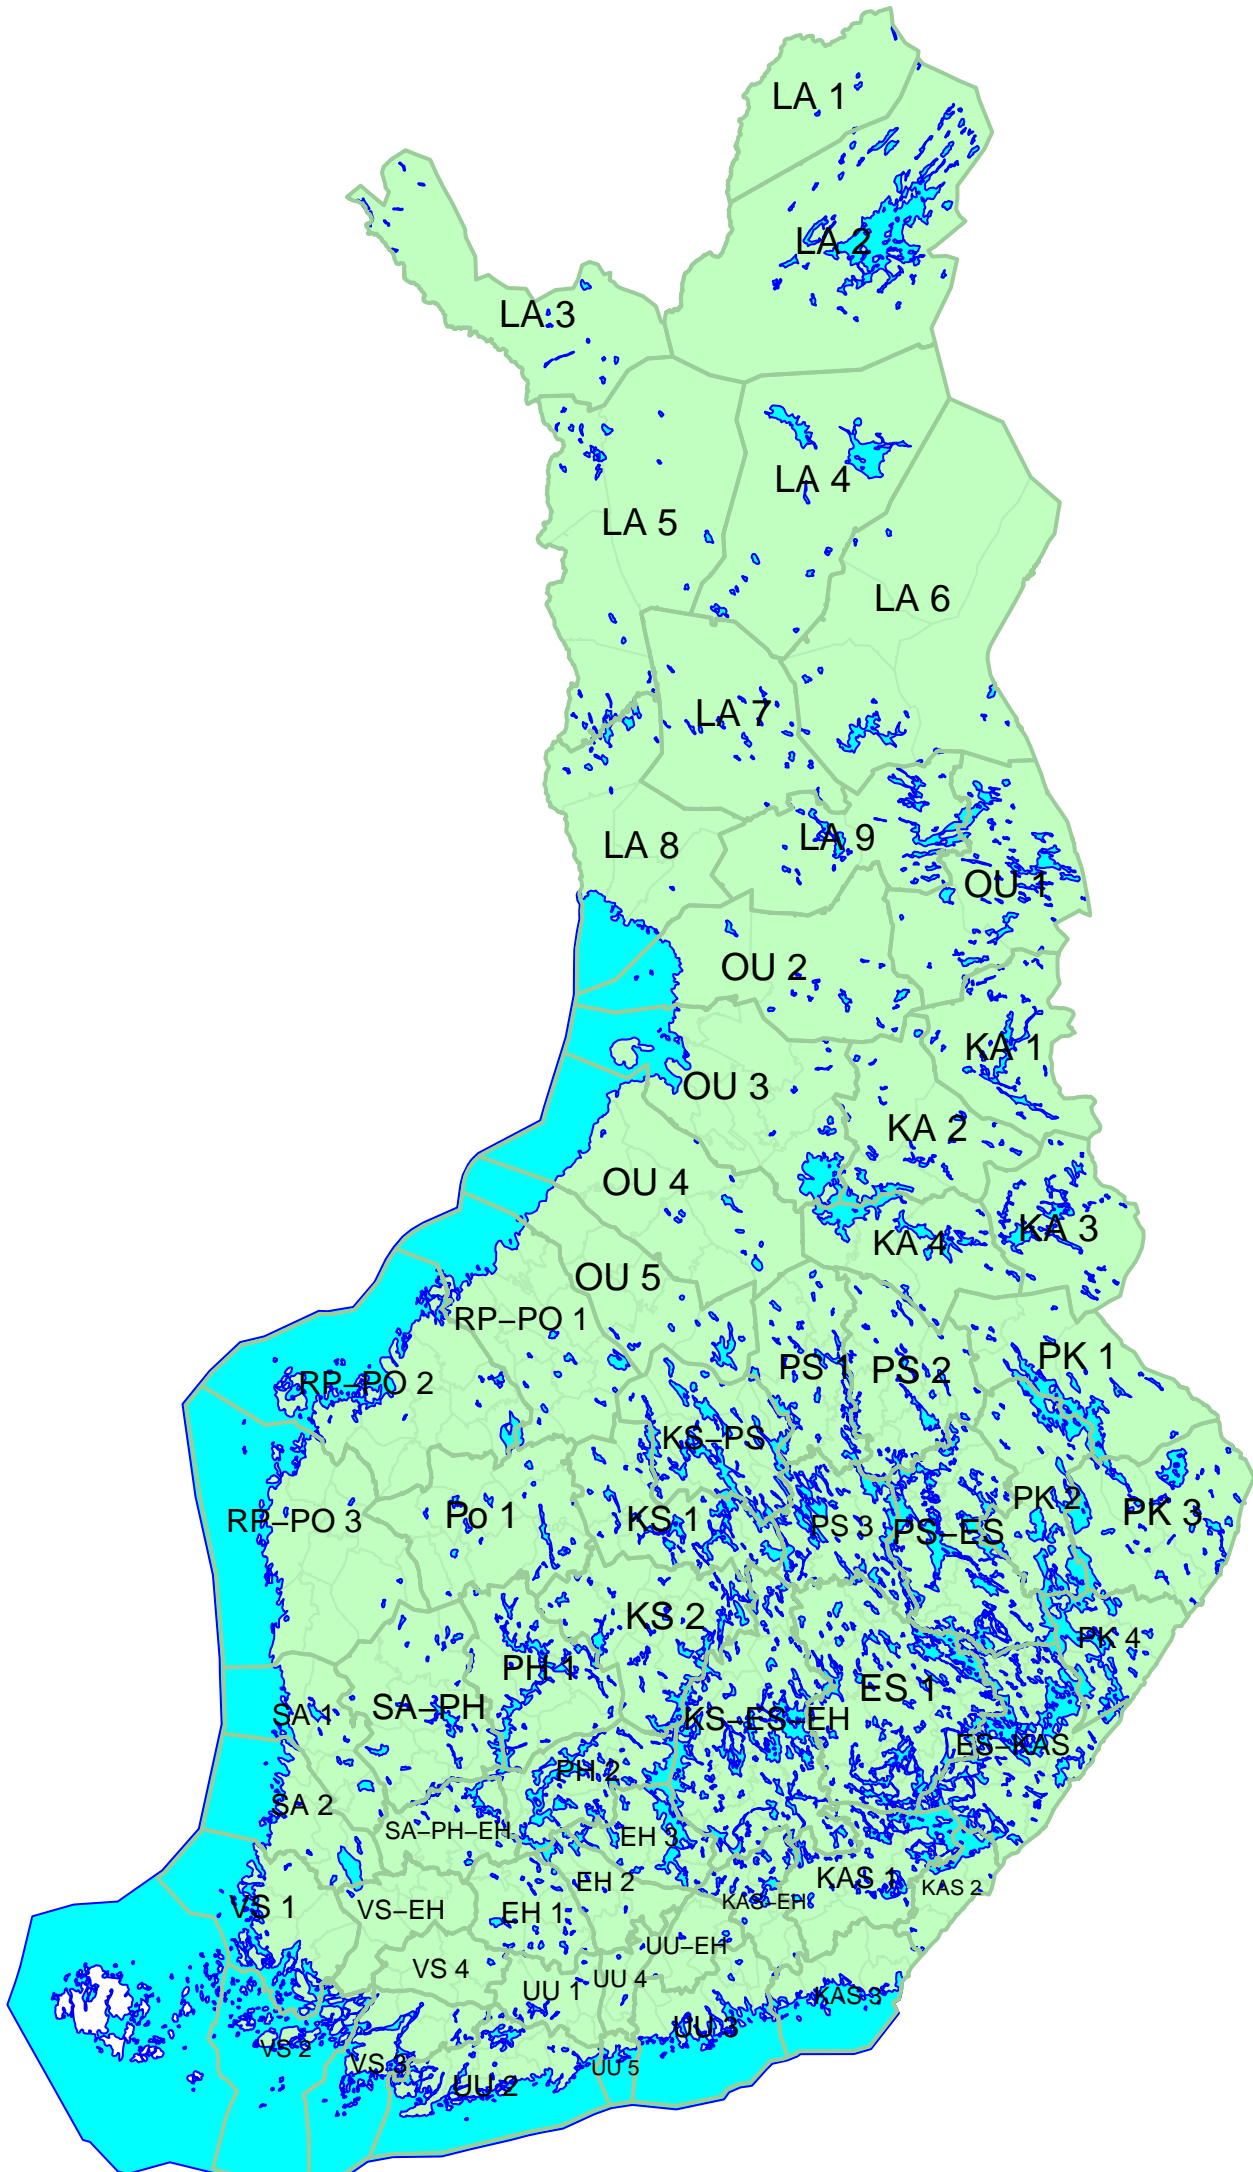 LA 1
LA 2
LA 3
LA 4
LA 5
LA 6
LA 7
LA 8
LA 9
OU 1
OU 2
KA 1
OU 3
KA 2
OU 4
KA 3
KA 4
OU 5
RP–PO 1
PK 1
PS 1
PS 2
RP–PO 2
KS–PS
PK 2
PK 3
RP–PO 3
Po 1
KS 1
PS 3
PS–ES
KS 2
PK 4
PH 1
ES 1
SA 1
SA–PH
KS–ES–EH
ES–KAS
PH 2
SA 2
SA–PH–EH
EH 3
KAS 1
EH 2
KAS 2
KAS–EH
VS 1
VS–EH
EH 1
UU–EH
VS 4
UU 4
UU 1
KAS 3
UU 3
VS 2
VS 3
UU 5
UU 2